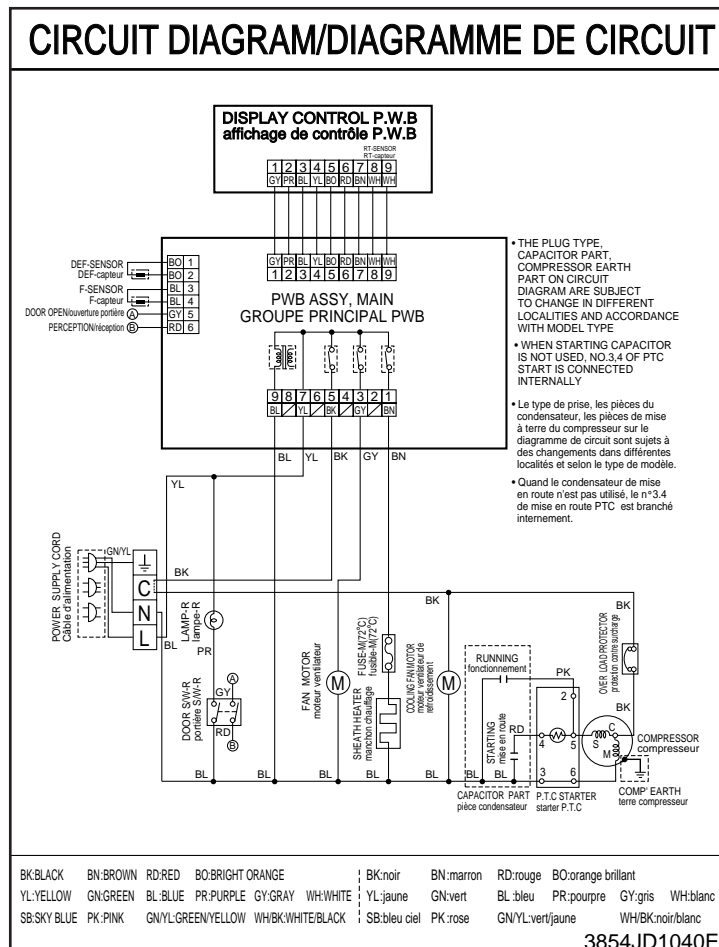 CIRCUIT DIAGRAM/DIAGRAMME DE CIRCUIT
DISPLAY CONTROL P.W.B
affichage de contrôle P.W.B
RT-SENSOR
RT-capteur
1 2 3 4 5 6 7 8 9
GY PR BL YL BO RD BN WH WH
GY PR BL YL BO RD BN WH WH
1 2 3 4 5 6 7 8 9
DEF-SENSOR
DEF-capteur
F-SENSOR
F-capteur
DOOR OPEN/ouverture portière A
PERCEPTION/réception B
BO 1
BO 2
BL 3
BL 4
GY 5
RD 6
PWB ASSY, MAIN
GROUPE PRINCIPAL PWB
9 8 7 6 5 4 3 2 1
BL YL BK GY BN
BL YL BK GY BN
• THE PLUG TYPE,
CAPACITOR PART,
COMPRESSOR EARTH
PART ON CIRCUIT
DIAGRAM ARE SUBJECT
TO CHANGE IN DIFFERENT
LOCALITIES AND ACCORDANCE
WITH MODEL TYPE
• WHEN STARTING CAPACITOR
IS NOT USED, NO.3,4 OF PTC
START IS CONNECTED
INTERNALLY
• Le type de prise, les pièces du
condensateur, les pièces de mise
à terre du compresseur sur le
diagramme de circuit sont sujets à
des changements dans différentes
localités et selon le type de modèle.
• Quand le condensateur de mise
en route n'est pas utilisé, le n°3.4
de mise en route PTC est branché
internement.
YL
POWER SUPPLY CORD
Câble d'alimentation
GN/YL
C
N
L
BK
BL
LAMP-R
lampe-R
PR
DOOR S/W-R
portière S/W-R
A
GY
RD
B
FAN MOTOR
moteur ventilateur
M
FUSE-M(72°C)
fusible-M(72°C)
SHEATH HEATER
manchon chauffage
COOLING FAN MOTOR
moteur ventilateur de
refroidissement
M
BK
RUNNING
fonctionnement
STARTING
mise en route
RD
PK
2
4 5
3 6
BK
OVER LOAD PROTECTOR
protection contre surcharge
BK
C
S
M
COMPRESSOR
compresseur
COMP' EARTH
terre compresseur
BL BL BL BL BL BL BL
CAPACITOR PART
pièce condensateur
P.T.C STARTER
starter P.T.C
BK:BLACK BN:BROWN RD:RED BO:BRIGHT ORANGE
YL:YELLOW GN:GREEN BL:BLUE PR:PURPLE GY:GRAY WH:WHITE
SB:SKY BLUE PK:PINK GN/YL:GREEN/YELLOW WH/BK:WHITE/BLACK
BK:noir BN:marron RD:rouge BO:orange brillant
YL:jaune GN:vert BL:bleu PR:pourpre GY:gris WH:blanc
SB:bleu ciel PK:rose GN/YL:vert/jaune WH/BK:noir/blanc
3854JD1040E